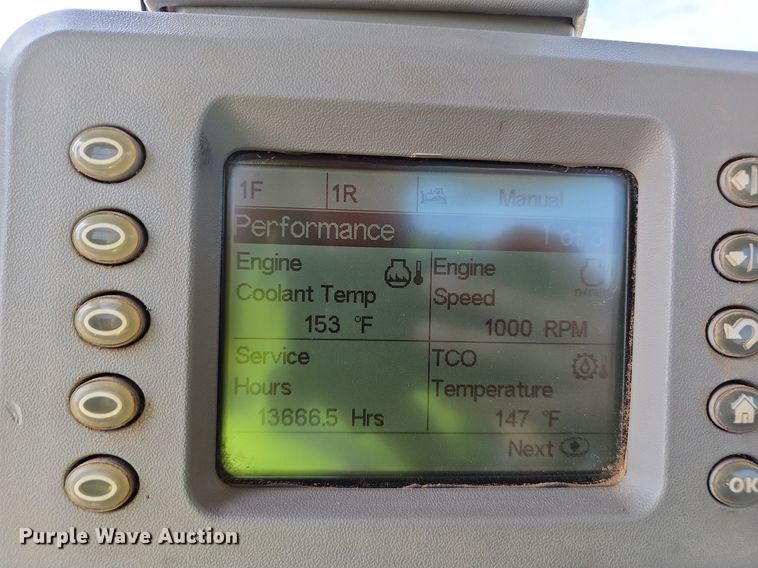 1F 1R Manual
Performance 1 of 3
Engine
Coolant Temp
153 °F
Engine
Speed
n/min
1000 RPM
Service
Hours
13666.5 Hrs
TCO
Temperature
147 °F
Next
OK
Purple Wave Auction